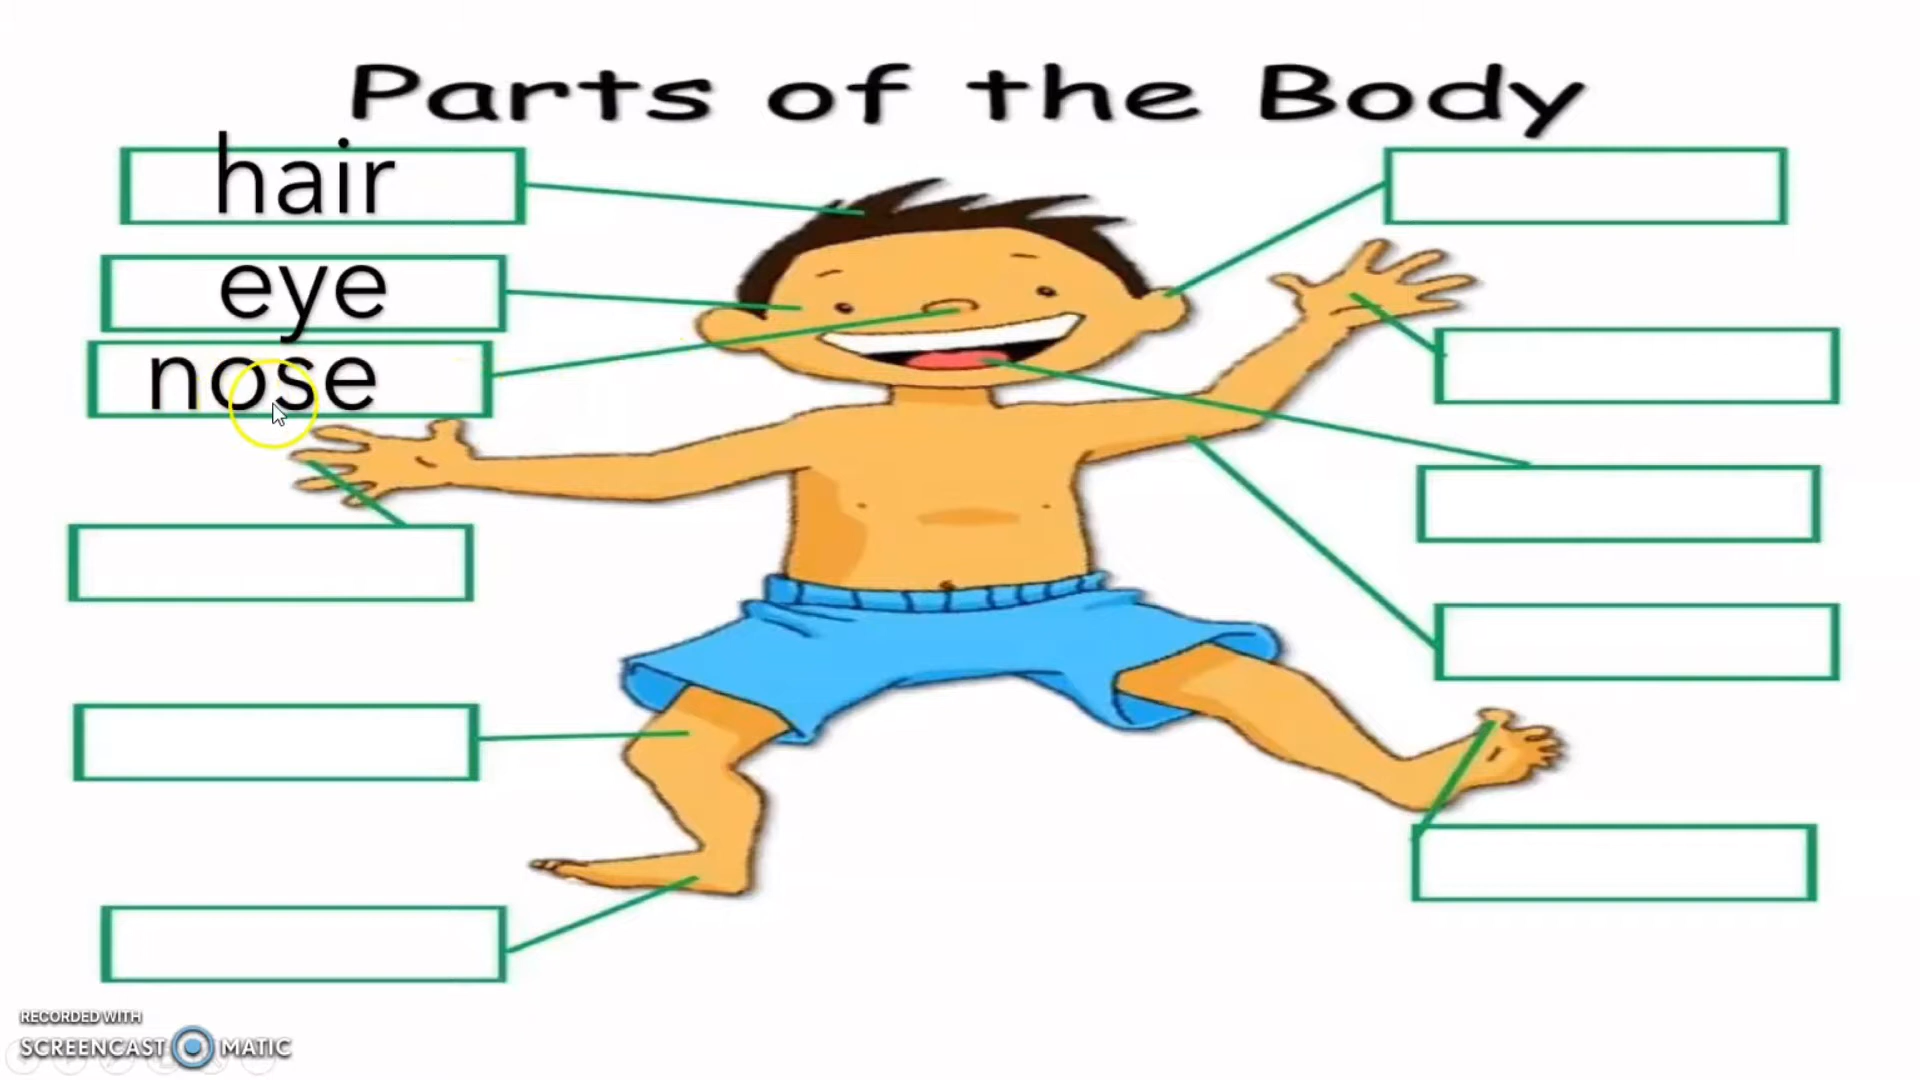 Parts of the Body
hair
eye
nose
RECORDED WITH
SCREENCAST MATIC